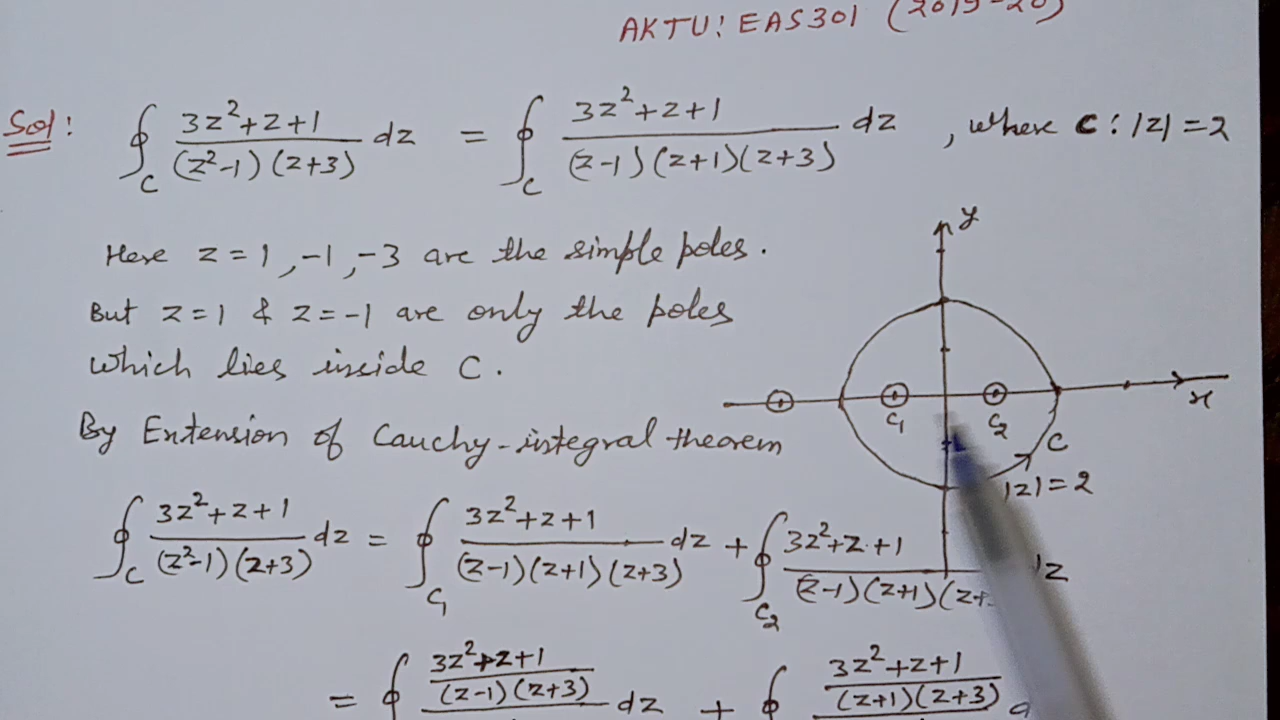 AKTU: EAS301 (2019-20)
Sol: ∮_C (3z²+z+1)/((z²-1)(z+3)) dz = ∮_C (3z²+z+1)/((z-1)(z+1)(z+3)) dz , where C: |z|=2
Here z=1, -1, -3 are the simple poles.
But z=1 & z=-1 are only the poles
which lies inside C.
By Extension of Cauchy-integral theorem
y
x
C₁
C₂
C
|z|=2
∮_C (3z²+z+1)/((z²-1)(z+3)) dz = ∮_C₁ (3z²+z+1)/((z-1)(z+1)(z+3)) dz + ∮_C₂ (3z²+z+1)/((z-1)(z+1)(z+ z
= ∮ (3z²+z+1)/((z-1)(z+3)) dz + ∮ (3z²+z+1)/((z+1)(z+3)) d